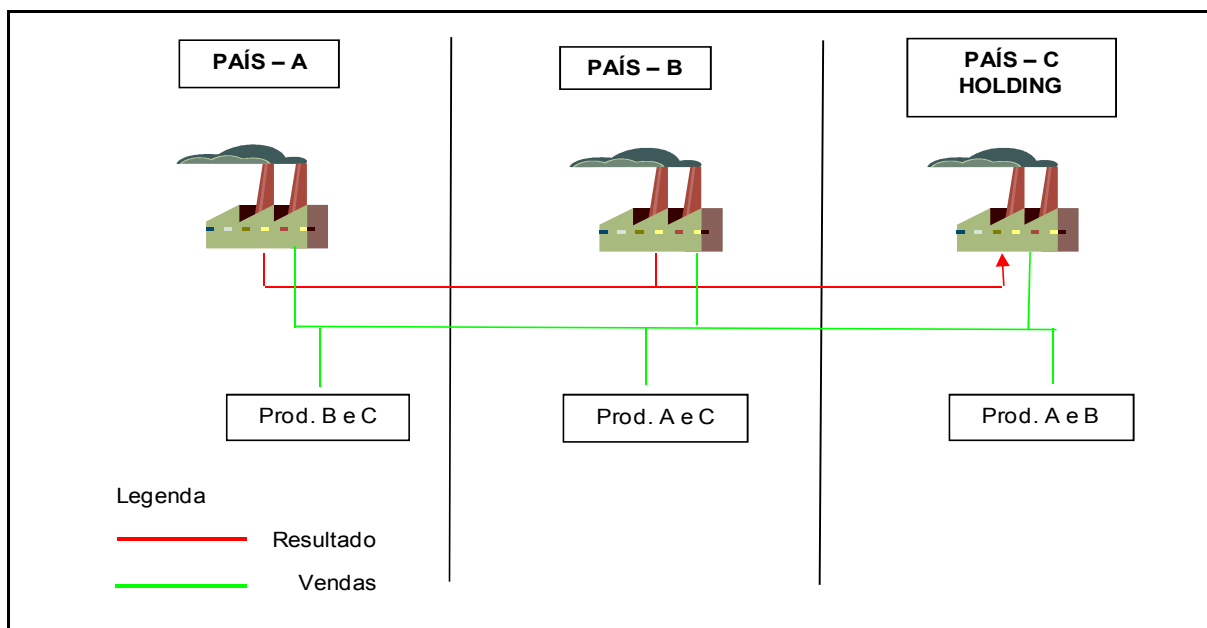 PAÍS – A
PAÍS – B
PAÍS – C
HOLDING
Prod. B e C
Prod. A e C
Prod. A e B
Legenda
Resultado
Vendas